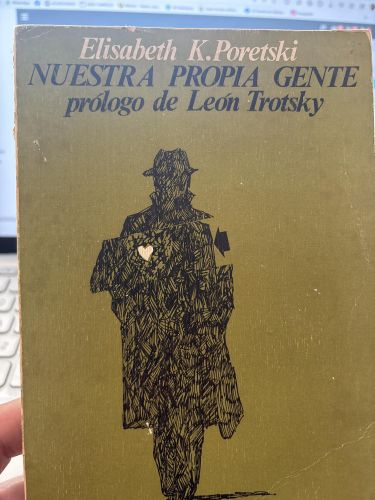 Elisabeth K. Poretski
NUESTRA PROPIA GENTE
prólogo de León Trotsky